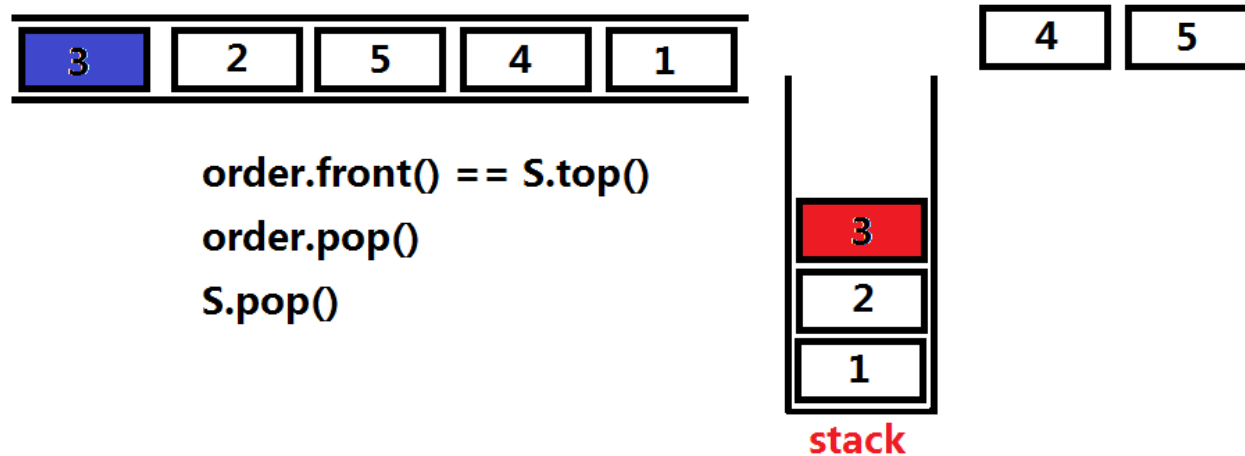 3 2 5 4 1
4 5
order.front() == S.top()
order.pop()
S.pop()
3
2
1
stack